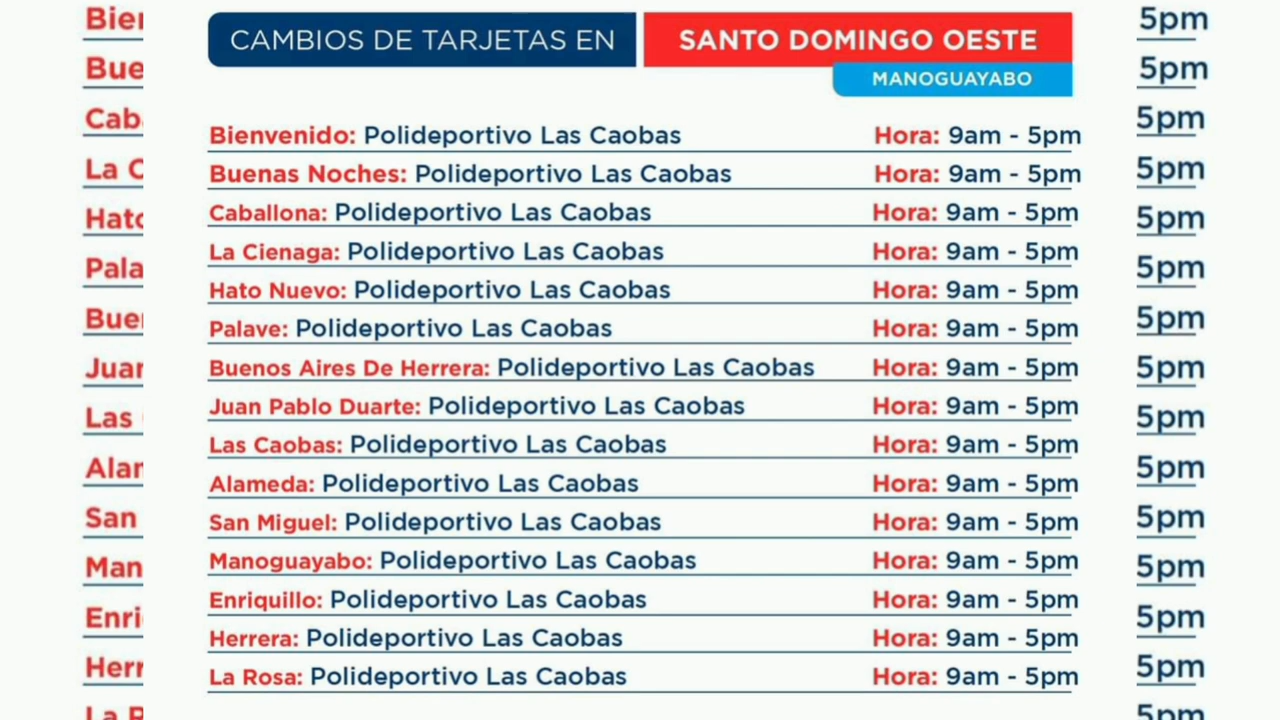 CAMBIOS DE TARJETAS EN SANTO DOMINGO OESTE
MANOGUAYABO
Bienvenido: Polideportivo Las Caobas Hora: 9am - 5pm
Buenas Noches: Polideportivo Las Caobas Hora: 9am - 5pm
Caballona: Polideportivo Las Caobas Hora: 9am - 5pm
La Cienaga: Polideportivo Las Caobas Hora: 9am - 5pm
Hato Nuevo: Polideportivo Las Caobas Hora: 9am - 5pm
Palave: Polideportivo Las Caobas Hora: 9am - 5pm
Buenos Aires De Herrera: Polideportivo Las Caobas Hora: 9am - 5pm
Juan Pablo Duarte: Polideportivo Las Caobas Hora: 9am - 5pm
Las Caobas: Polideportivo Las Caobas Hora: 9am - 5pm
Alameda: Polideportivo Las Caobas Hora: 9am - 5pm
San Miguel: Polideportivo Las Caobas Hora: 9am - 5pm
Manoguayabo: Polideportivo Las Caobas Hora: 9am - 5pm
Enriquillo: Polideportivo Las Caobas Hora: 9am - 5pm
Herrera: Polideportivo Las Caobas Hora: 9am - 5pm
La Rosa: Polideportivo Las Caobas Hora: 9am - 5pm